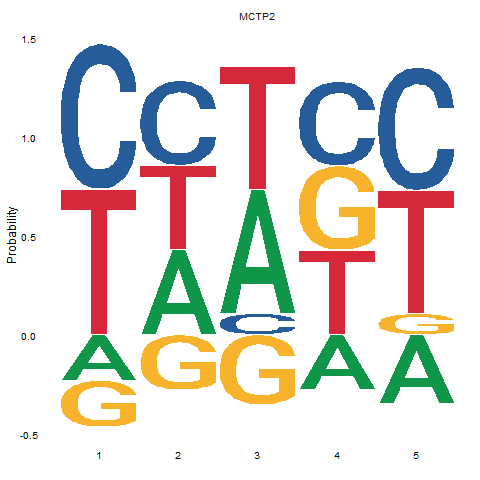 MCTP2
1.5
1.0
0.5
0.0
-0.5
Probability
C C T C C
T T A G T
A A C T G
G G G A A
1 2 3 4 5